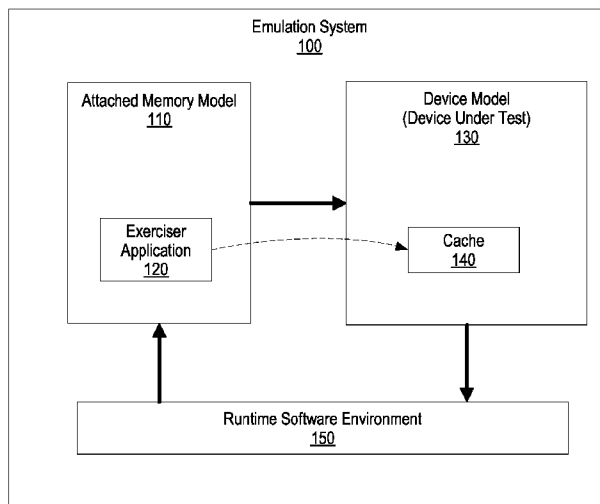 Emulation System
100
Attached Memory Model
110
Device Model
(Device Under Test)
130
Exerciser
Application
120
Cache
140
Runtime Software Environment
150